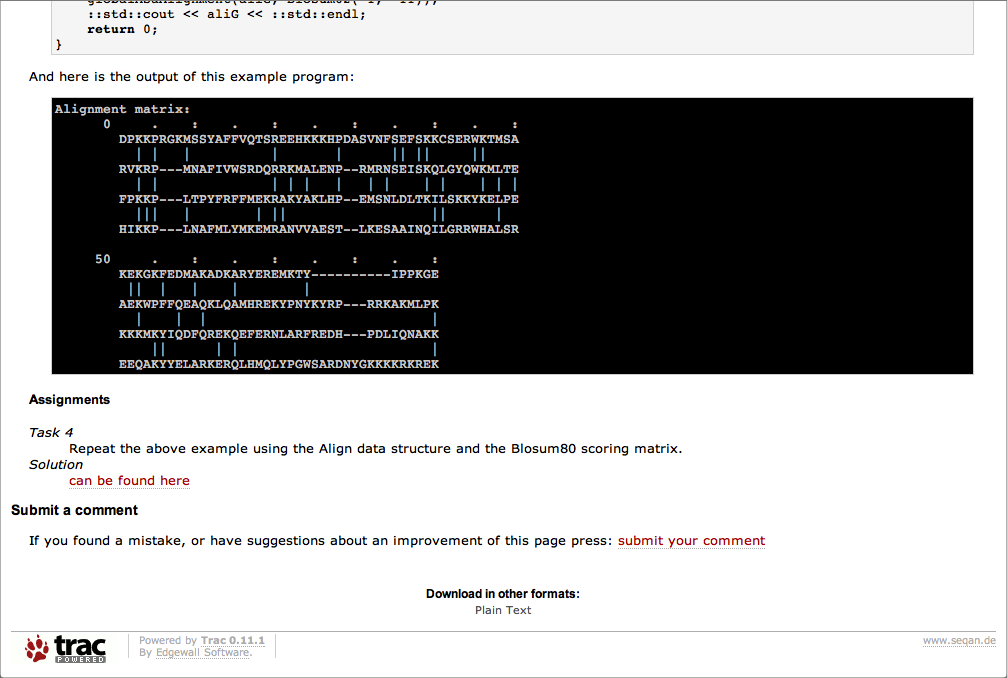 ::std::cout << aliG << ::std::endl;
return 0;
}
And here is the output of this example program:
Alignment matrix:
0 . : . : . : . : . :
DPKKPRGKMSSYAFFVQTSREEHKKKHPDASVNFSEFSKKCSERWKTMSA
| | | | | || || ||
RVKRP---MNAFIVWSRDQRRKMALENP--RMRNSEISKQLGYQWKMLTE
| | | | | | | | | | | | |
FPKKP---LTPYFRFFMEKRAKYAKLHP--EMSNLDLTKILSKKYKELPE
||| | | || || |
HIKKP---LNAFMLYMKEMRANVVAEST--LKESAAINQILGRRWHALSR
50 . : . : . : . :
KEKGKFEDMAKADKARYEREMKTY----------IPPKGE
|| | | | |
AEKWPFFQEAQKLQAMHREKYPNYKYRP---RRKAKMLPK
| | | |
KKKMKYIQDFQREKQEFERNLARFREDH---PDLIQNAKK
|| | | |
EEQAKYYELARKERQLHMQLYPGWSARDNYGKKKKRKREK
Assignments
Task 4
Repeat the above example using the Align data structure and the Blosum80 scoring matrix.
Solution
can be found here
Submit a comment
If you found a mistake, or have suggestions about an improvement of this page press: submit your comment
Download in other formats:
Plain Text
trac
POWERED
Powered by Trac 0.11.1
By Edgewall Software.
www.seqan.de